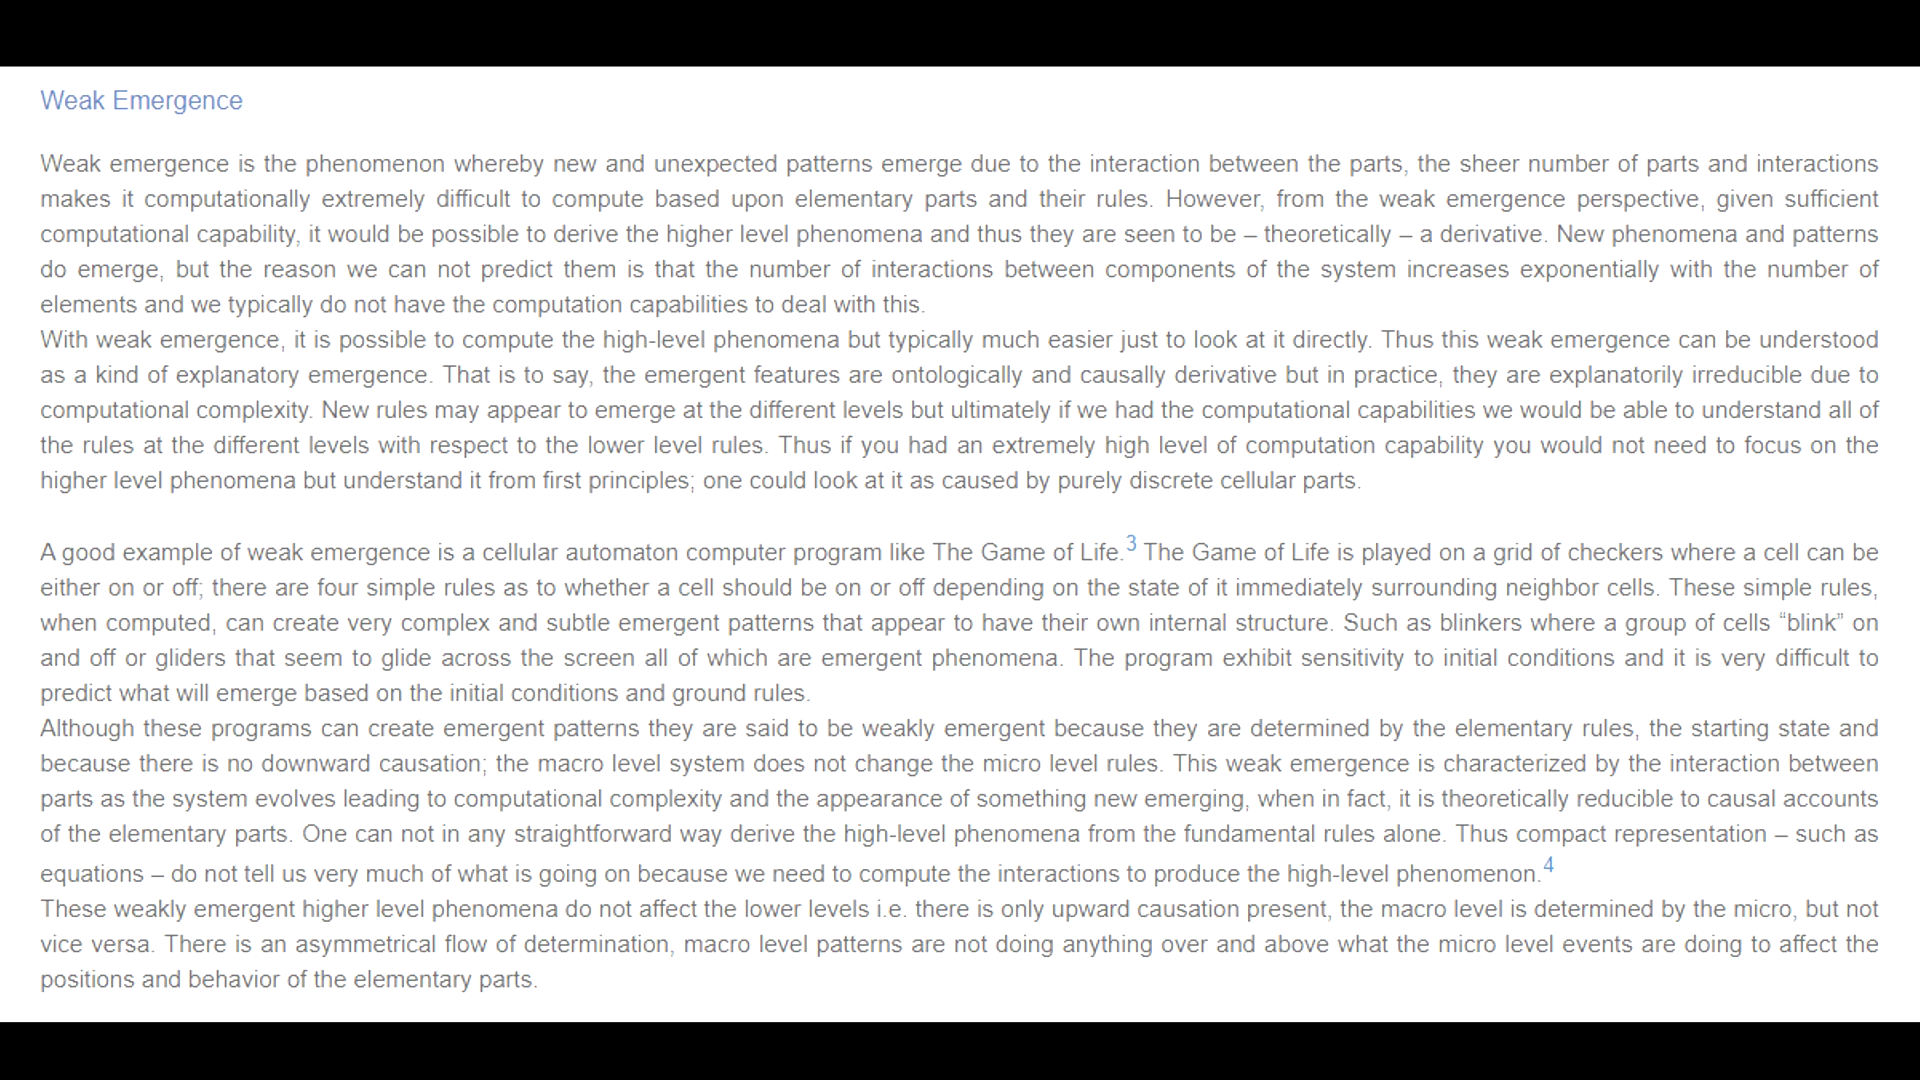 Weak Emergence
Weak emergence is the phenomenon whereby new and unexpected patterns emerge due to the interaction between the parts, the sheer number of parts and interactions
makes it computationally extremely difficult to compute based upon elementary parts and their rules. However, from the weak emergence perspective, given sufficient
computational capability, it would be possible to derive the higher level phenomena and thus they are seen to be – theoretically – a derivative. New phenomena and patterns
do emerge, but the reason we can not predict them is that the number of interactions between components of the system increases exponentially with the number of
elements and we typically do not have the computation capabilities to deal with this.
With weak emergence, it is possible to compute the high-level phenomena but typically much easier just to look at it directly. Thus this weak emergence can be understood
as a kind of explanatory emergence. That is to say, the emergent features are ontologically and causally derivative but in practice, they are explanatorily irreducible due to
computational complexity. New rules may appear to emerge at the different levels but ultimately if we had the computational capabilities we would be able to understand all of
the rules at the different levels with respect to the lower level rules. Thus if you had an extremely high level of computation capability you would not need to focus on the
higher level phenomena but understand it from first principles; one could look at it as caused by purely discrete cellular parts.
A good example of weak emergence is a cellular automaton computer program like The Game of Life.3 The Game of Life is played on a grid of checkers where a cell can be
either on or off; there are four simple rules as to whether a cell should be on or off depending on the state of it immediately surrounding neighbor cells. These simple rules,
when computed, can create very complex and subtle emergent patterns that appear to have their own internal structure. Such as blinkers where a group of cells “blink” on
and off or gliders that seem to glide across the screen all of which are emergent phenomena. The program exhibit sensitivity to initial conditions and it is very difficult to
predict what will emerge based on the initial conditions and ground rules.
Although these programs can create emergent patterns they are said to be weakly emergent because they are determined by the elementary rules, the starting state and
because there is no downward causation; the macro level system does not change the micro level rules. This weak emergence is characterized by the interaction between
parts as the system evolves leading to computational complexity and the appearance of something new emerging, when in fact, it is theoretically reducible to causal accounts
of the elementary parts. One can not in any straightforward way derive the high-level phenomena from the fundamental rules alone. Thus compact representation – such as
equations – do not tell us very much of what is going on because we need to compute the interactions to produce the high-level phenomenon.4
These weakly emergent higher level phenomena do not affect the lower levels i.e. there is only upward causation present, the macro level is determined by the micro, but not
vice versa. There is an asymmetrical flow of determination, macro level patterns are not doing anything over and above what the micro level events are doing to affect the
positions and behavior of the elementary parts.